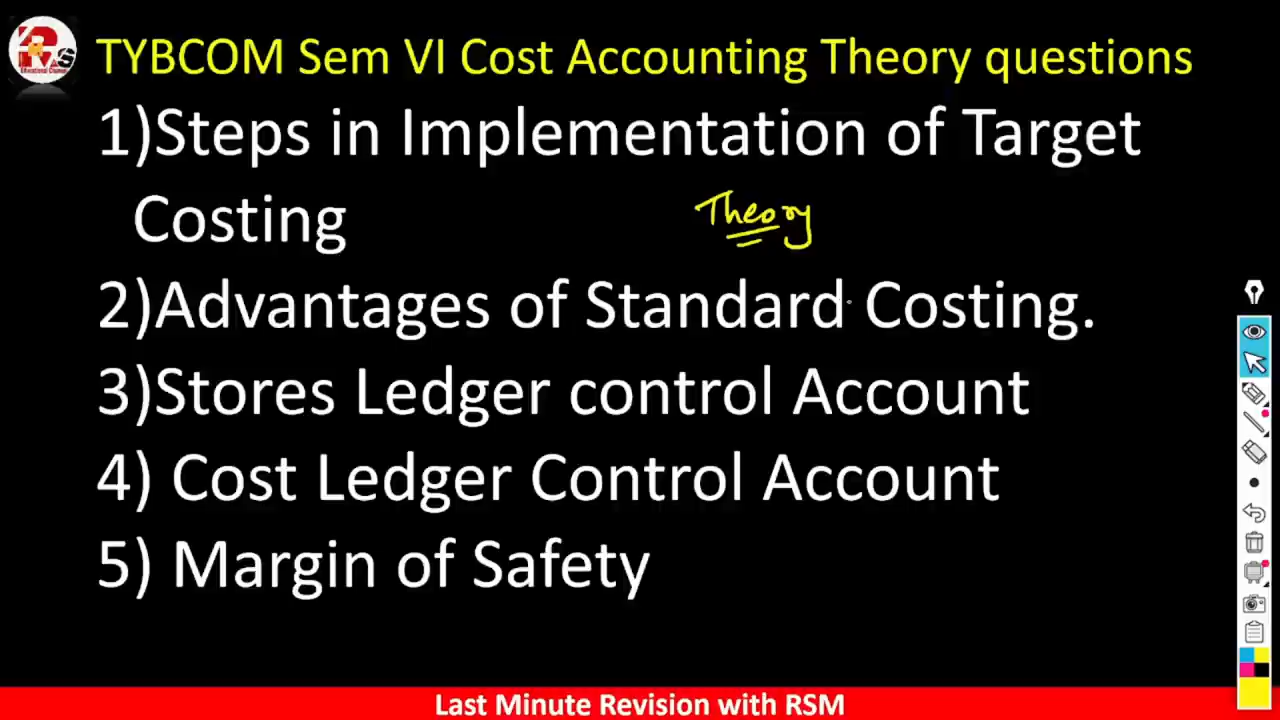 TYBCOM Sem VI Cost Accounting Theory questions
1)Steps in Implementation of Target
Costing
Theory
2)Advantages of Standard Costing.
3)Stores Ledger control Account
4) Cost Ledger Control Account
5) Margin of Safety
Last Minute Revision with RSM